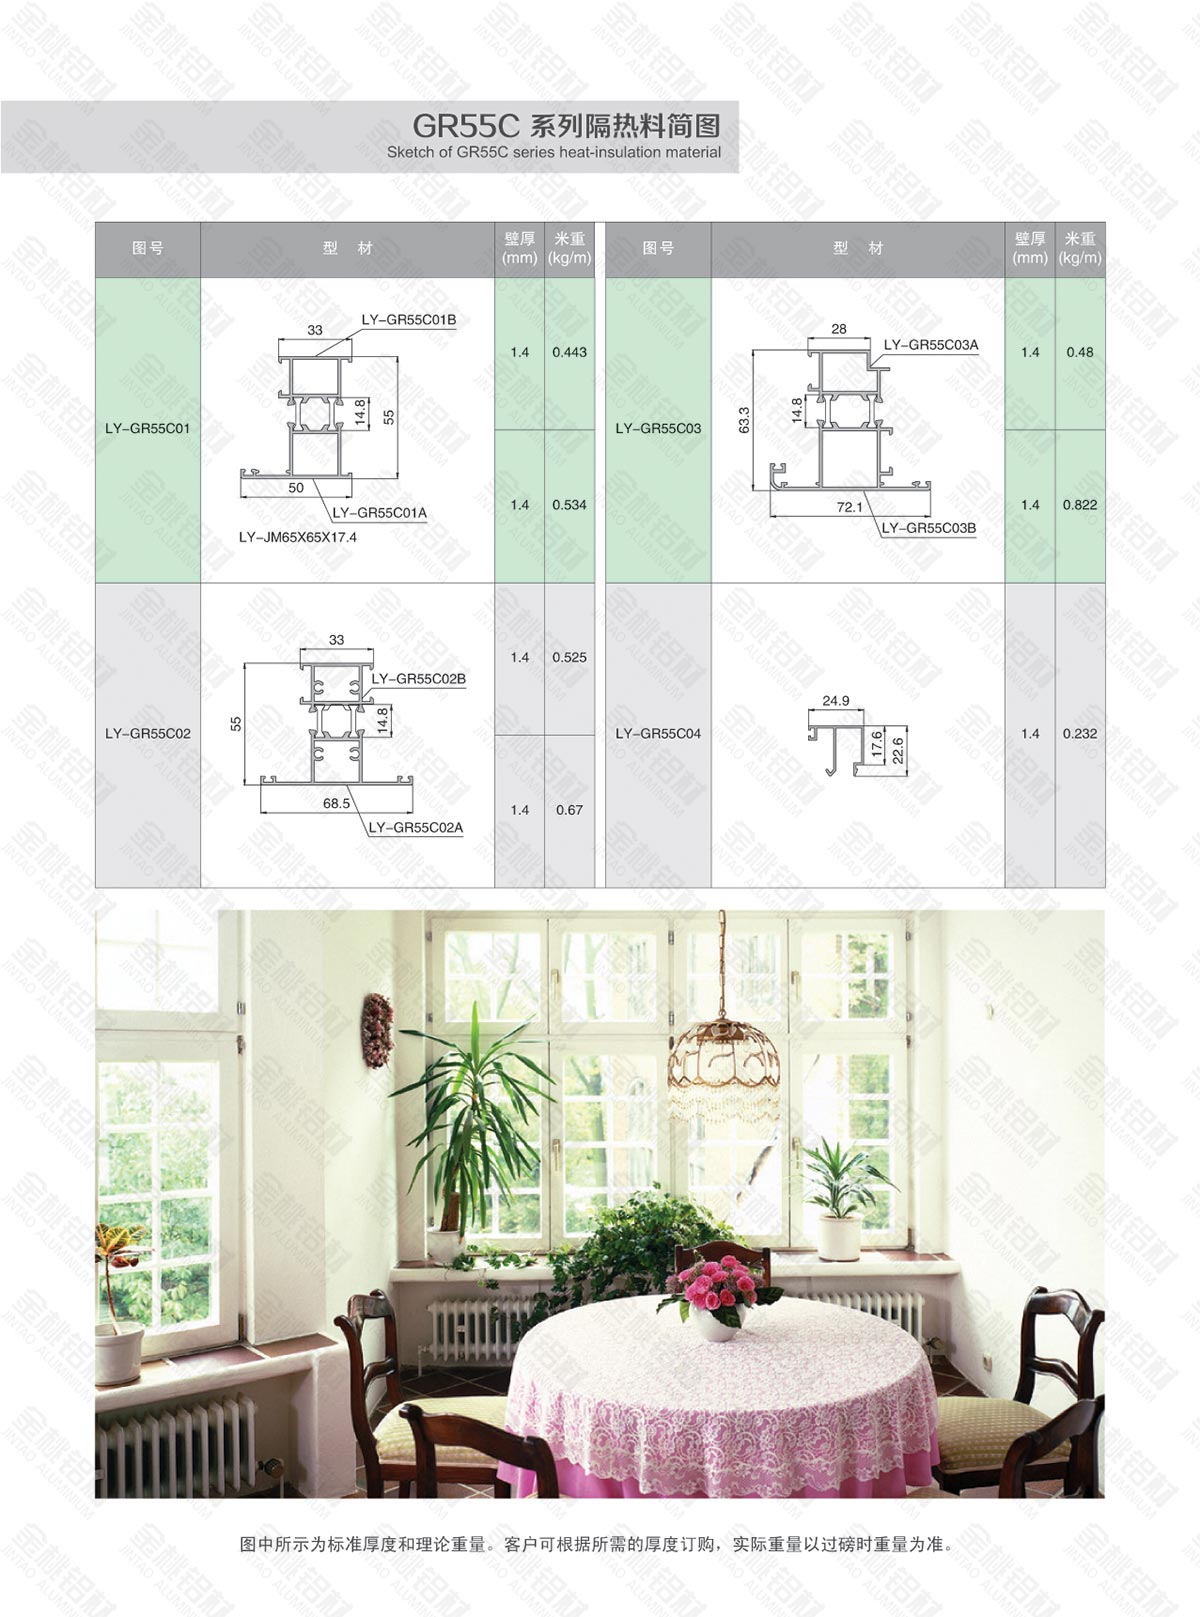 GR55C 系列隔热料简图
Sketch of GR55C series heat-insulation material
图号 型 材 壁厚 (mm) 米重 (kg/m)
LY-GR55C01
33
LY-GR55C01B
14.8
55
50
LY-GR55C01A
LY-JM65X65X17.4
1.4 0.443
1.4 0.534
LY-GR55C02
33
LY-GR55C02B
55
14.8
68.5
LY-GR55C02A
1.4 0.525
1.4 0.67
图号 型 材 壁厚 (mm) 米重 (kg/m)
LY-GR55C03
28
LY-GR55C03A
63.3
14.8
72.1
LY-GR55C03B
1.4 0.48
1.4 0.822
LY-GR55C04
24.9
17.6
22.6
1.4 0.232
图中所示为标准厚度和理论重量。客户可根据所需的厚度订购，实际重量以过磅时重量为准。
金桃铝材
JINTAO ALUMINIUM